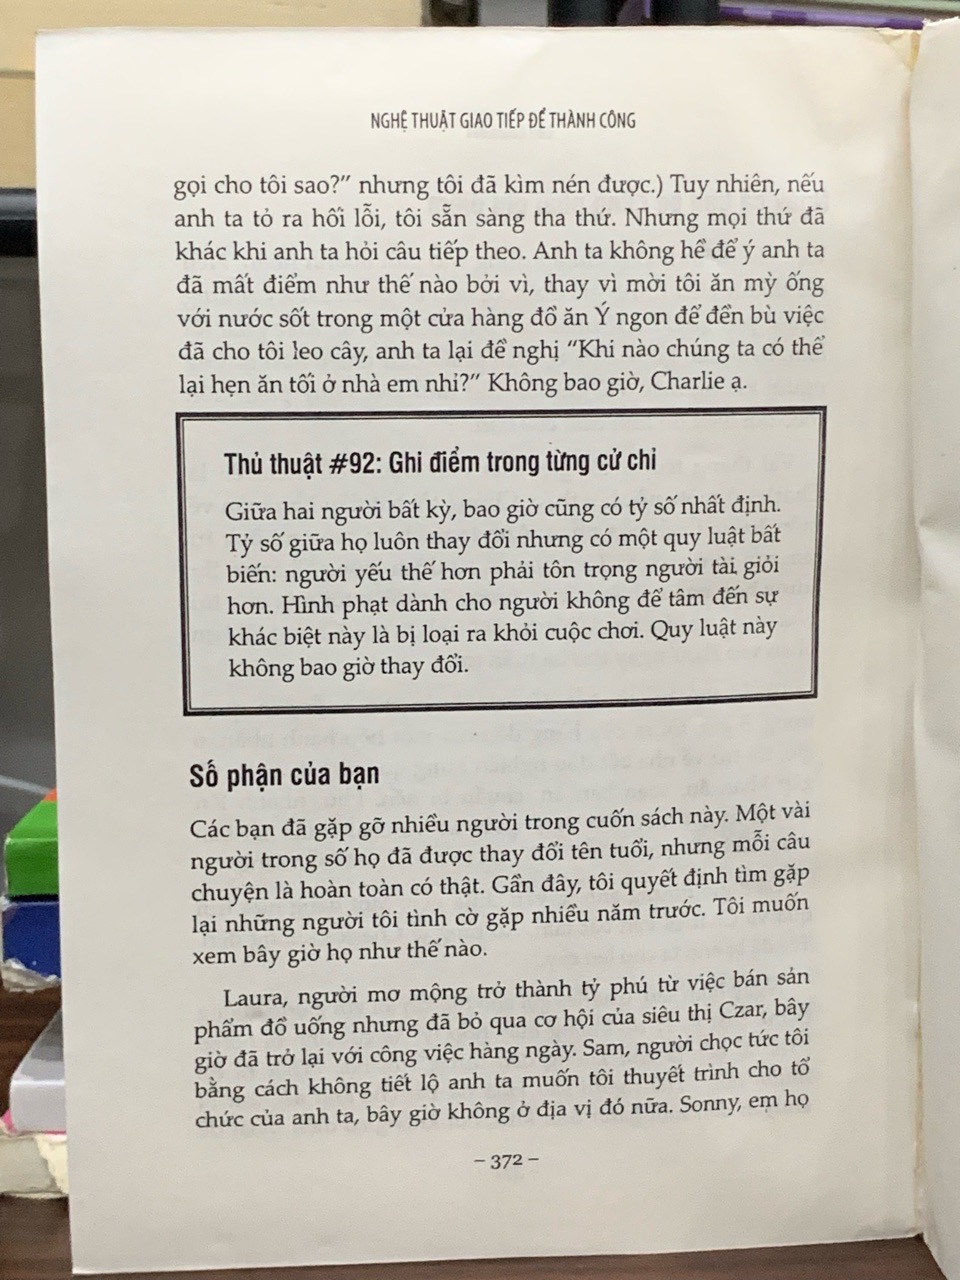 NGHỆ THUẬT GIAO TIẾP ĐỂ THÀNH CÔNG
gọi cho tôi sao?” nhưng tôi đã kìm nén được.) Tuy nhiên, nếu
anh ta tỏ ra hối lỗi, tôi sẵn sàng tha thứ. Nhưng mọi thứ đã
khác khi anh ta hỏi câu tiếp theo. Anh ta không hề để ý anh ta
đã mất điểm như thế nào bởi vì, thay vì mời tôi ăn mỳ ống
với nước sốt trong một cửa hàng đồ ăn Ý ngon để đền bù việc
đã cho tôi leo cây, anh ta lại đề nghị “Khi nào chúng ta có thể
lại hẹn ăn tối ở nhà em nhỉ?” Không bao giờ, Charlie ạ.
Thủ thuật #92: Ghi điểm trong từng cử chỉ
Giữa hai người bất kỳ, bao giờ cũng có tỷ số nhất định.
Tỷ số giữa họ luôn thay đổi nhưng có một quy luật bất
biến: người yếu thế hơn phải tôn trọng người tài giỏi
hơn. Hình phạt dành cho người không để tâm đến sự
khác biệt này là bị loại ra khỏi cuộc chơi. Quy luật này
không bao giờ thay đổi.
Số phận của bạn
Các bạn đã gặp gỡ nhiều người trong cuốn sách này. Một vài
người trong số họ đã được thay đổi tên tuổi, nhưng mỗi câu
chuyện là hoàn toàn có thật. Gần đây, tôi quyết định tìm gặp
lại những người tôi tình cờ gặp nhiều năm trước. Tôi muốn
xem bây giờ họ như thế nào.
Laura, người mơ mộng trở thành tỷ phú từ việc bán sản
phẩm đồ uống nhưng đã bỏ qua cơ hội của siêu thị Czar, bây
giờ đã trở lại với công việc hàng ngày. Sam, người chọc tức tôi
bằng cách không tiết lộ anh ta muốn tôi thuyết trình cho tổ
chức của anh ta, bây giờ không ở địa vị đó nữa. Sonny, em họ
– 372 –